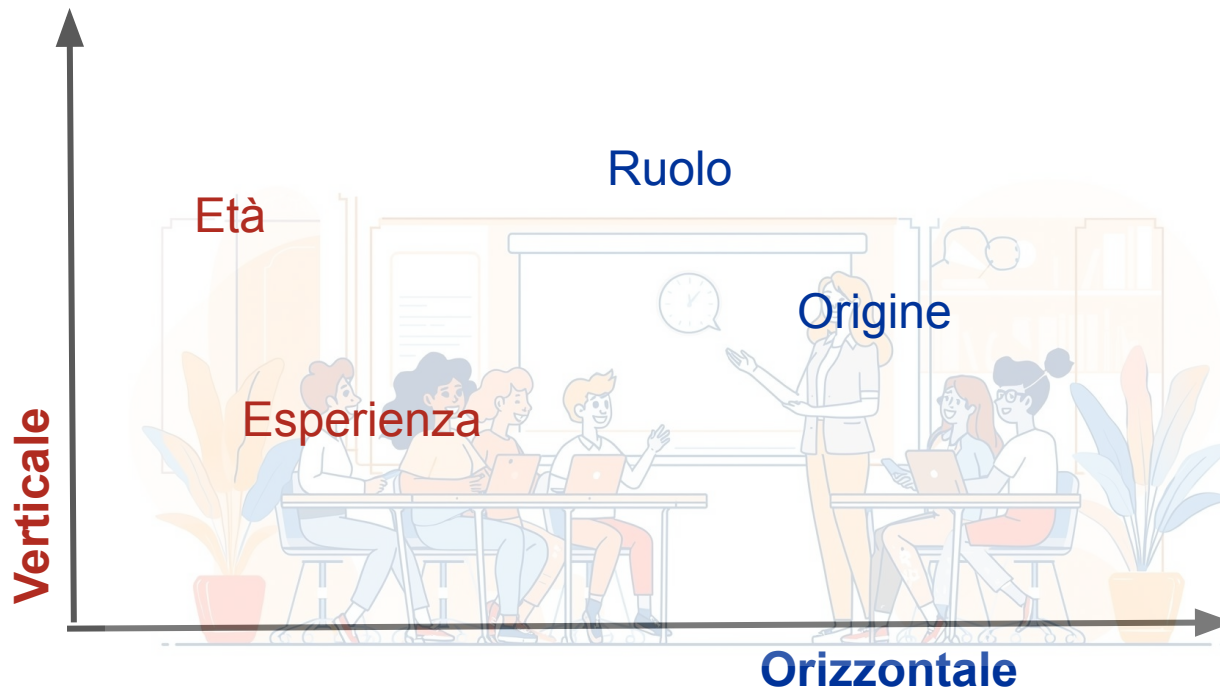 Ruolo
Età
Origine
Esperienza
Verticale
Orizzontale